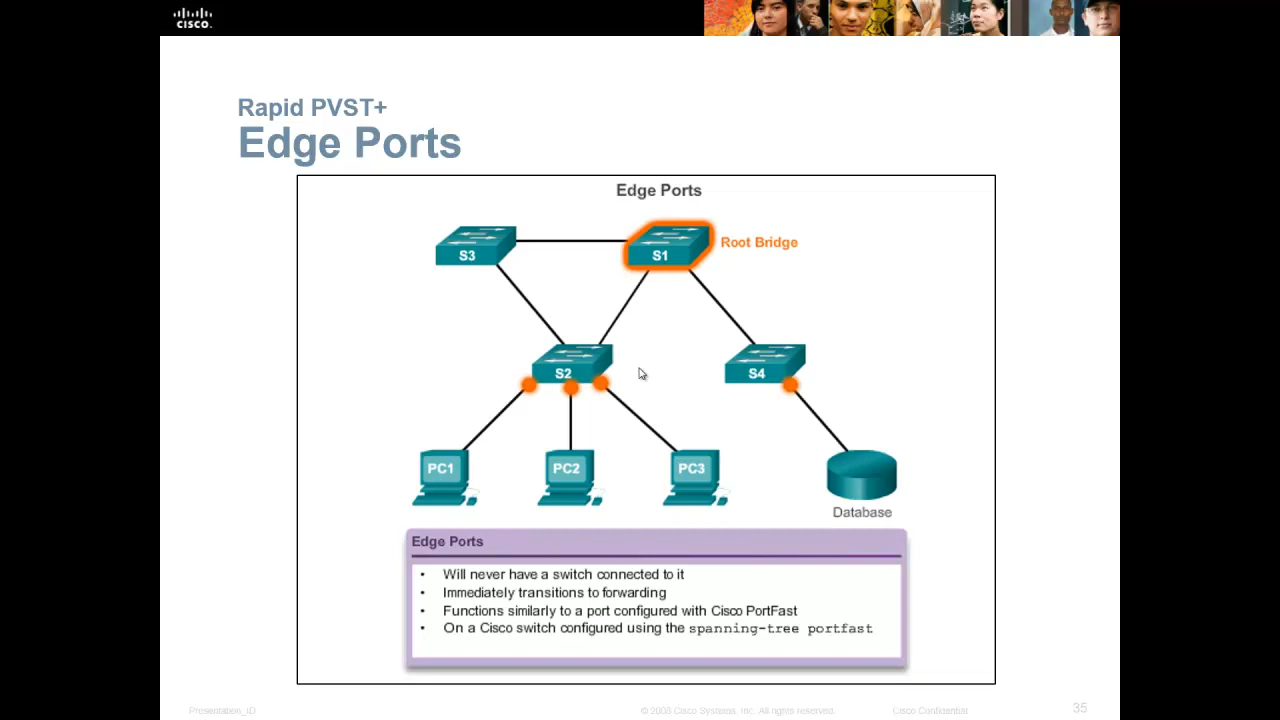 CISCO.
Rapid PVST+
Edge Ports
Edge Ports
S3
S1
Root Bridge
S2
S4
PC1
PC2
PC3
Database
Edge Ports
• Will never have a switch connected to it
• Immediately transitions to forwarding
• Functions similarly to a port configured with Cisco PortFast
• On a Cisco switch configured using the spanning-tree portfast
Presentation_ID
© 2008 Cisco Systems, Inc. All rights reserved.
Cisco Confidential
35